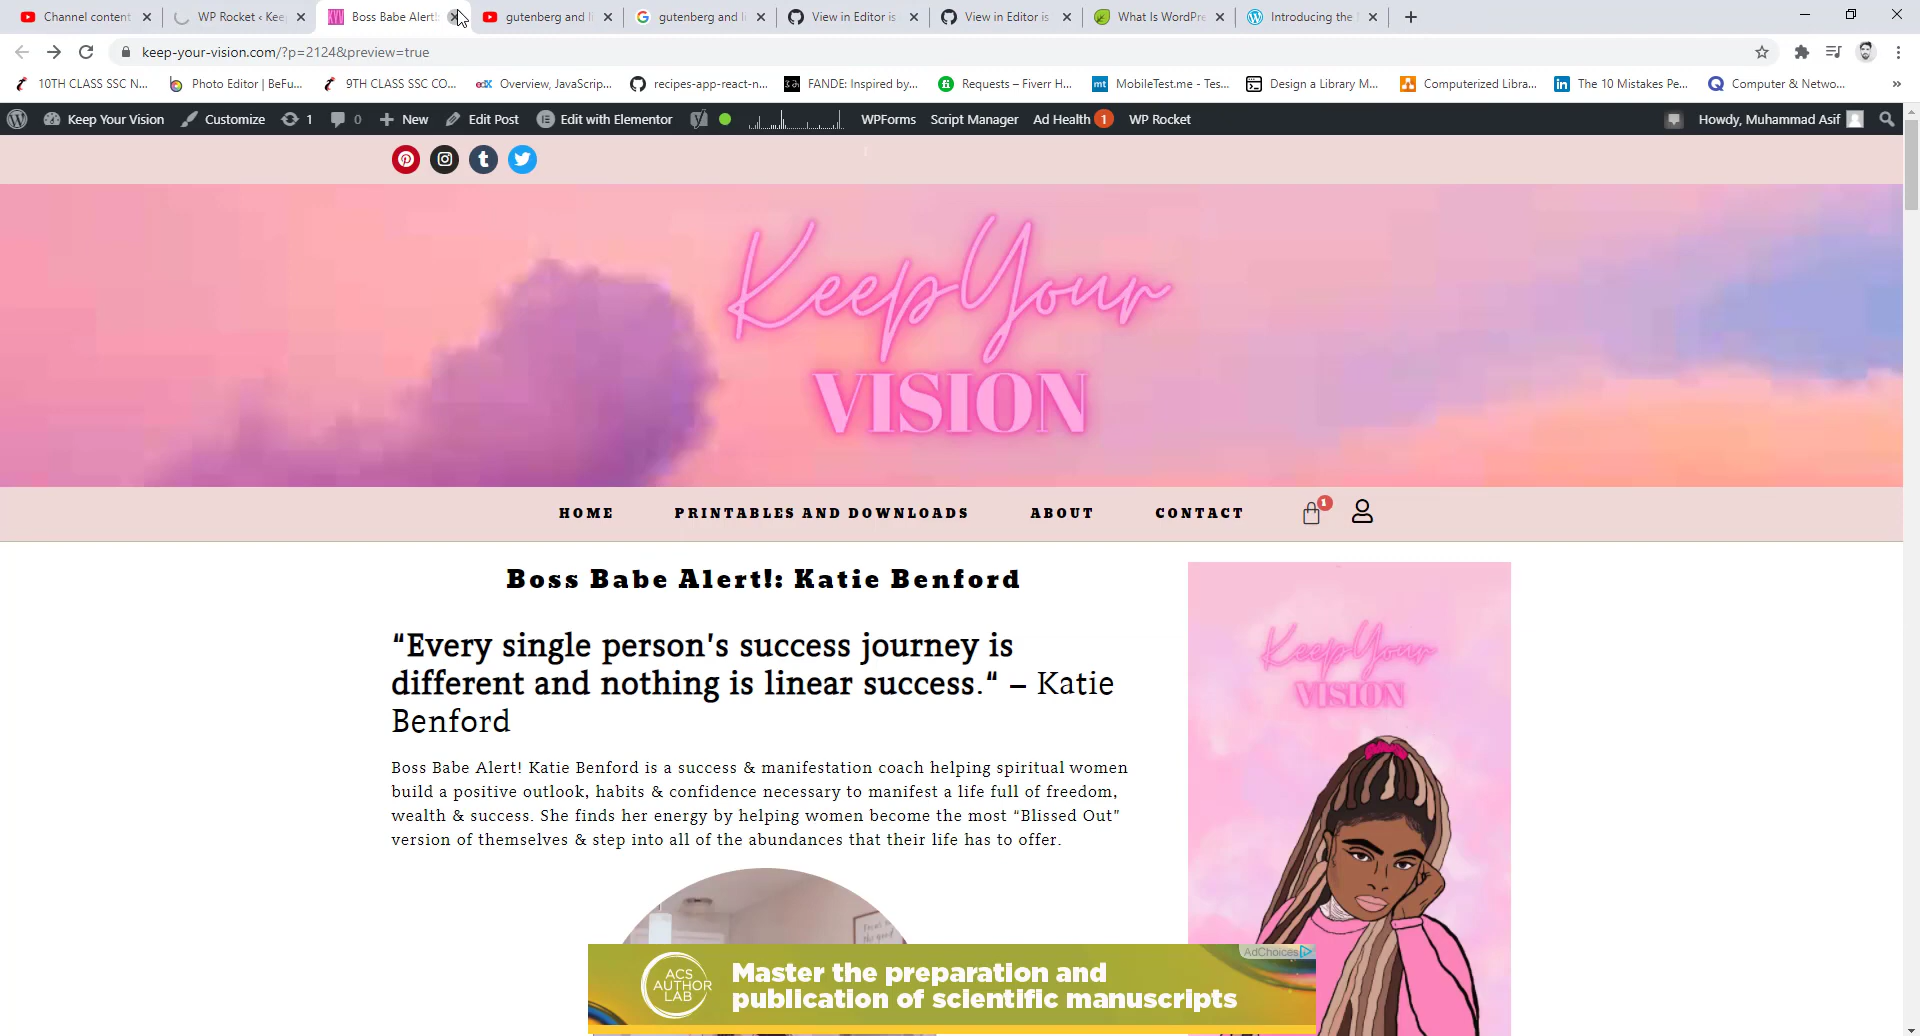 Channel content
WP Rocket ‹ Kee
Boss Babe Alert!:
gutenberg and li
gutenberg and li
View in Editor is
View in Editor is
What Is WordPre
Introducing the
keep-your-vision.com/?p=2124&preview=true
10TH CLASS SSC N...
Photo Editor | BeFu...
9TH CLASS SSC CO...
edX
Overview, JavaScrip...
recipes-app-react-n...
FANDE: Inspired by...
fi
Requests – Fiverr H...
mt
MobileTest.me - Tes...
Design a Library M...
Computerized Libra...
in
The 10 Mistakes Pe...
Computer & Netwo...
»
Keep Your Vision
Customize
1
0
New
Edit Post
Edit with Elementor
WPForms
Script Manager
Ad Health 1
WP Rocket
Howdy, Muhammad Asif
Keep Your
VISION
HOME
PRINTABLES AND DOWNLOADS
ABOUT
CONTACT
1
Boss Babe Alert!: Katie Benford
“Every single person’s success journey is
different and nothing is linear success.“ – Katie
Benford
Boss Babe Alert! Katie Benford is a success & manifestation coach helping spiritual women
build a positive outlook, habits & confidence necessary to manifest a life full of freedom,
wealth & success. She finds her energy by helping women become the most “Blissed Out”
version of themselves & step into all of the abundances that their life has to offer.
Keep Your
VISION
AdChoices
ACS
AUTHOR
LAB
Master the preparation and
publication of scientific manuscripts